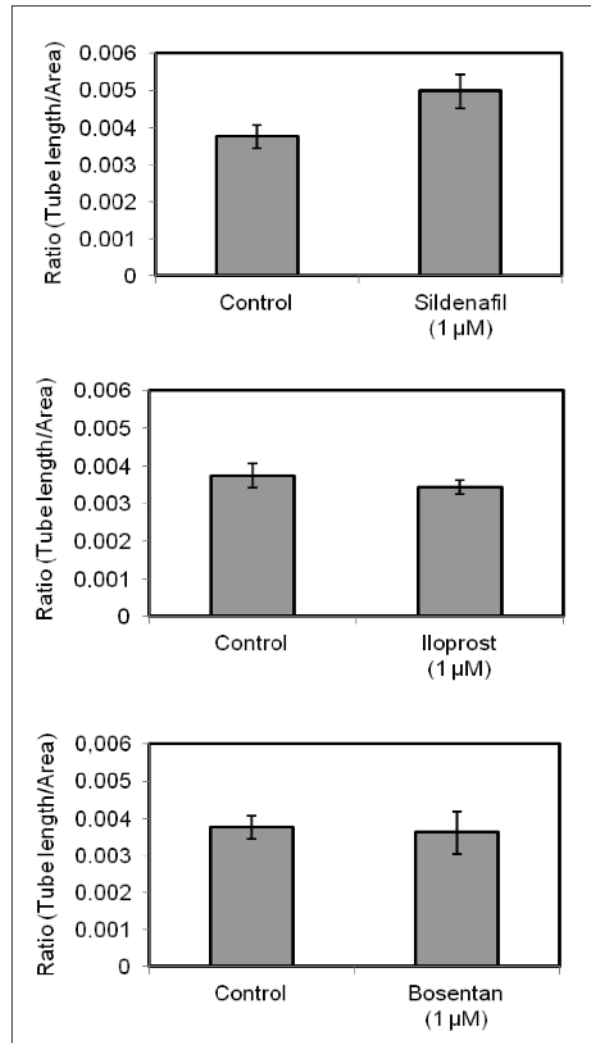 Ratio (Tube length/Area)
0.006
0.005
0.004
0.003
0.002
0.001
0
Control
Sildenafil
(1 µM)
Ratio (Tube length/Area)
0.006
0.005
0.004
0.003
0.002
0.001
0
Control
Iloprost
(1 µM)
Ratio (Tube length/Area)
0,006
0.005
0.004
0.003
0.002
0.001
0
Control
Bosentan
(1 µM)